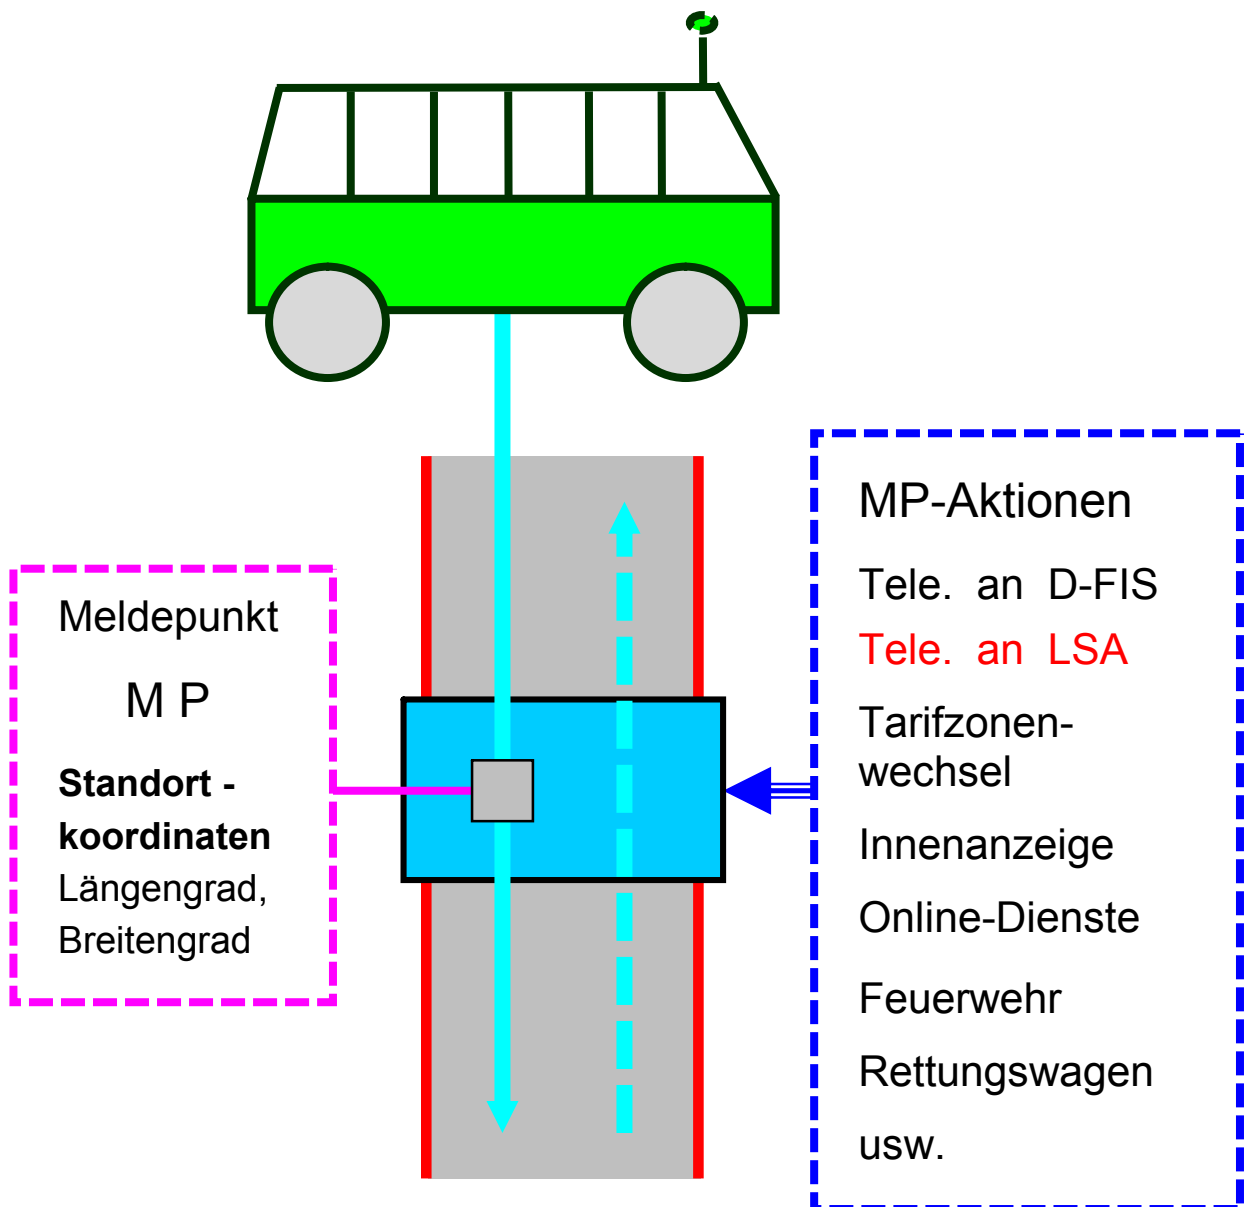 Meldepunkt
M P
Standort -
koordinaten
Längengrad,
Breitengrad
MP-Aktionen
Tele. an D-FIS
Tele. an LSA
Tarifzonen-
wechsel
Innenanzeige
Online-Dienste
Feuerwehr
Rettungswagen
usw.